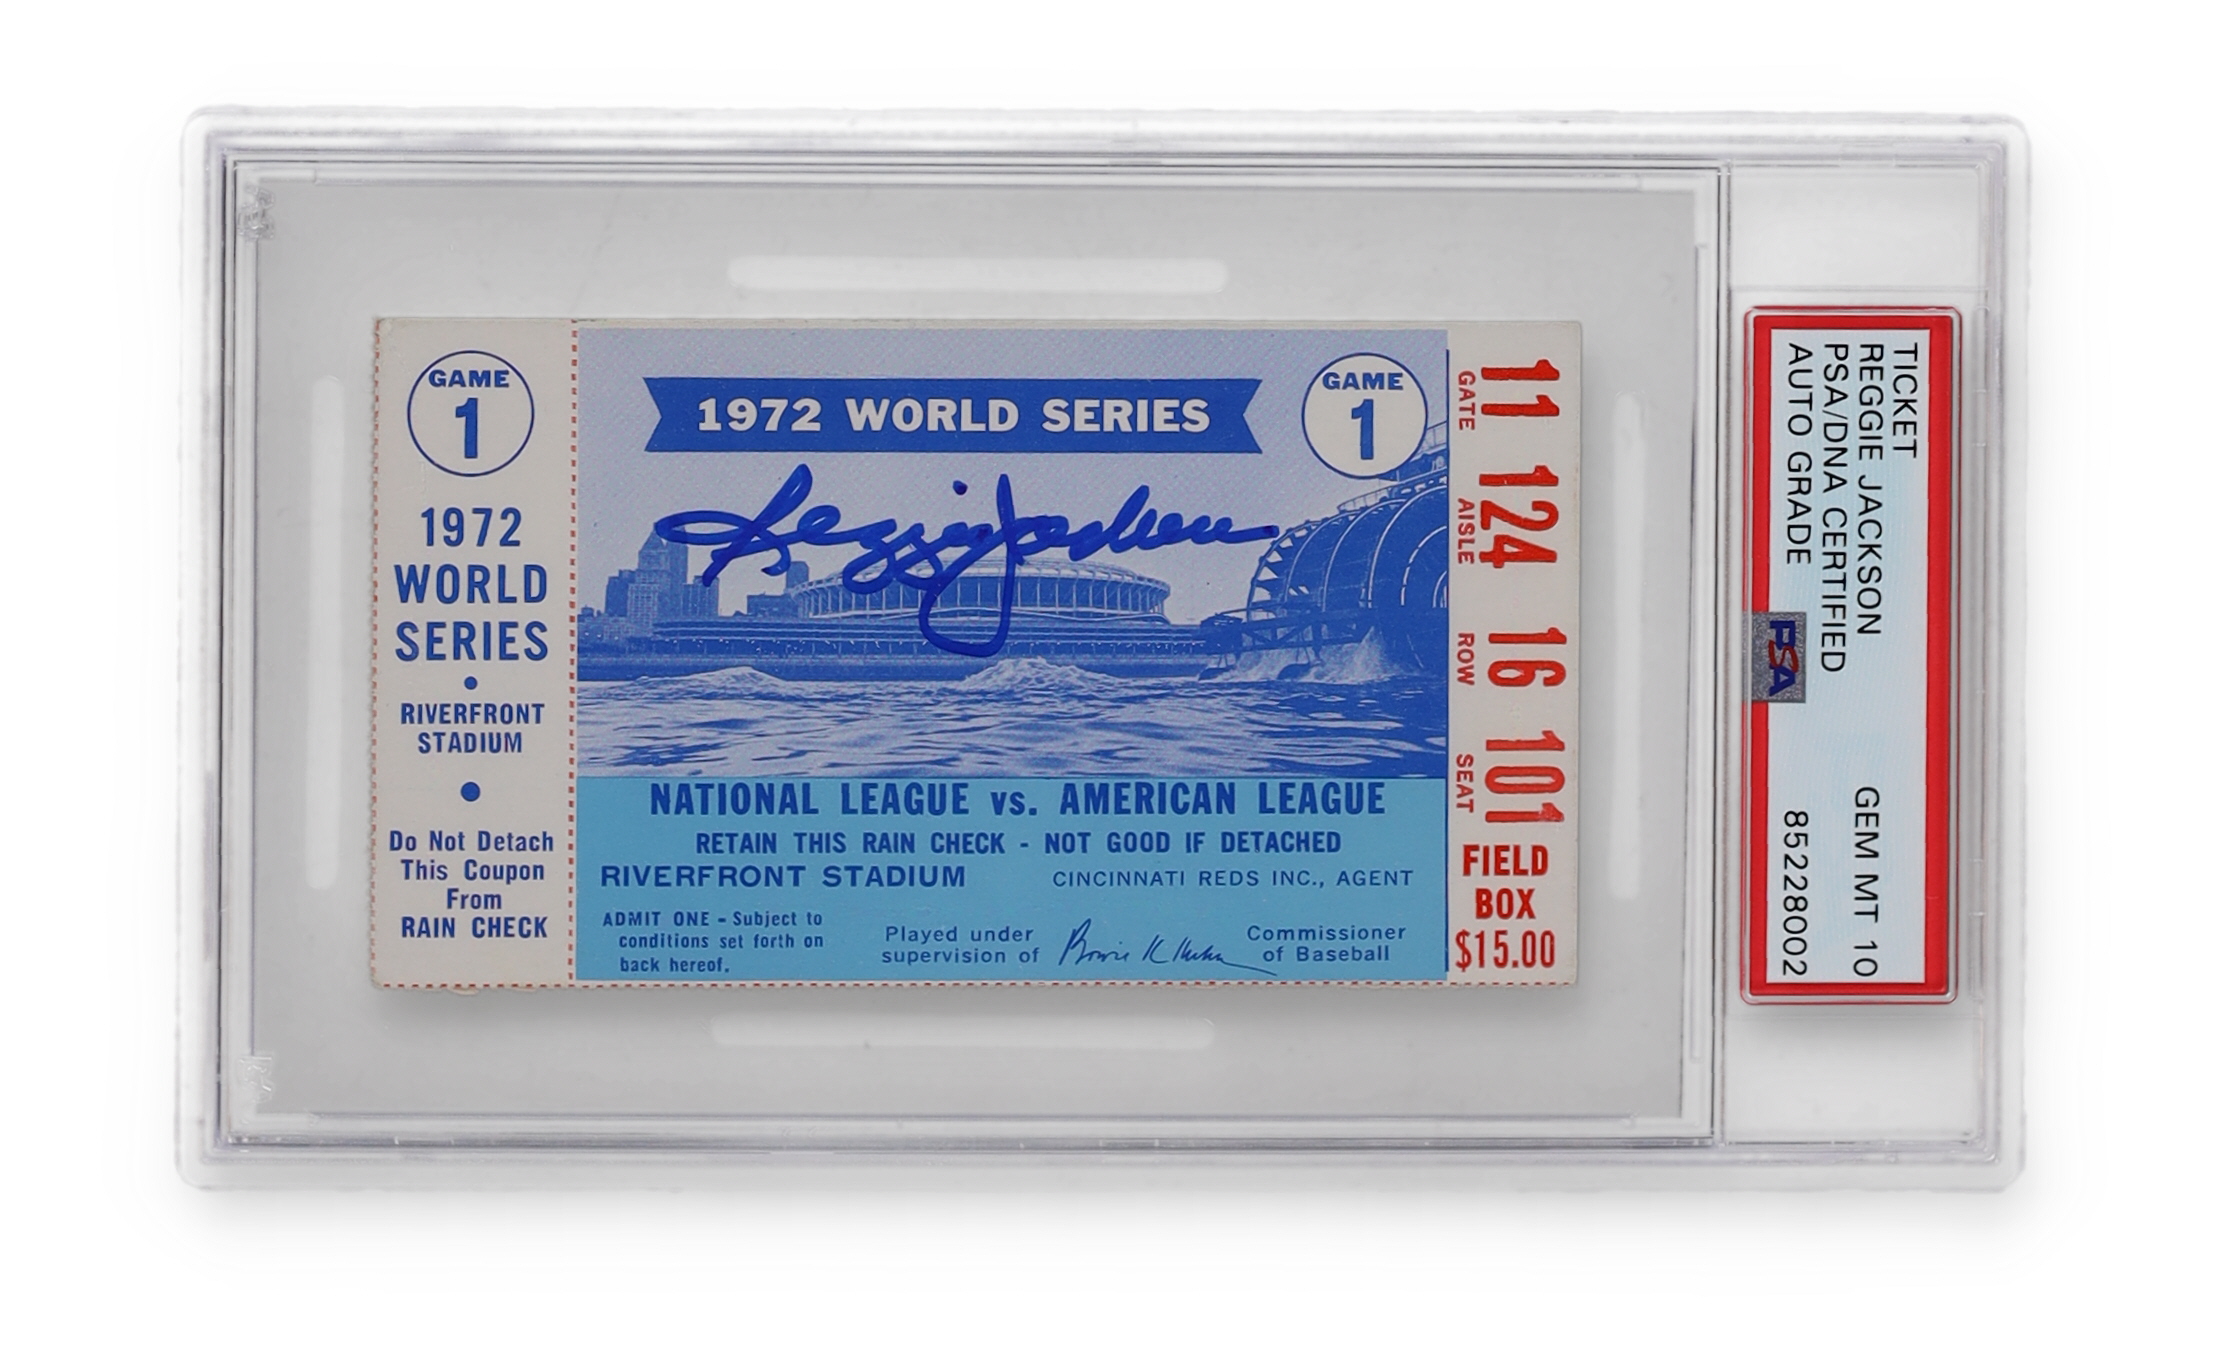 GAME
1
1972
WORLD
SERIES
RIVERFRONT
STADIUM
Do Not Detach
This Coupon
From
RAIN CHECK
1972 WORLD SERIES
GAME
1
Reggie Jackson
NATIONAL LEAGUE vs. AMERICAN LEAGUE
RETAIN THIS RAIN CHECK - NOT GOOD IF DETACHED
RIVERFRONT STADIUM CINCINNATI REDS INC., AGENT
ADMIT ONE - Subject to
conditions set forth on
back hereof.
Played under
supervision of
Bowie K Kuhn
Commissioner
of Baseball
11 GATE
124 AISLE
16 ROW
101 SEAT
FIELD
BOX
$15.00
TICKET
REGGIE JACKSON GEM MT 10
PSA/DNA CERTIFIED
AUTO GRADE 85228002
PSA